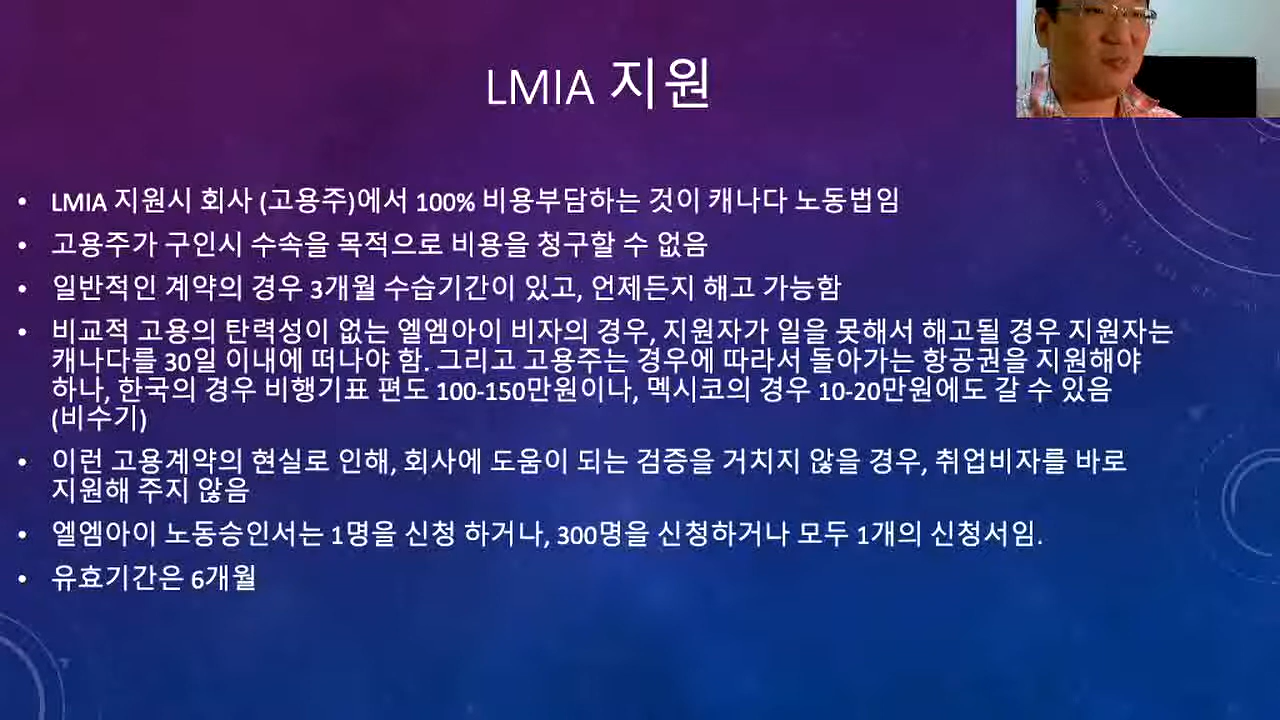 LMIA 지원
• LMIA 지원시 회사 (고용주)에서 100% 비용부담하는 것이 캐나다 노동법임
• 고용주가 구인시 수속을 목적으로 비용을 청구할 수 없음
• 일반적인 계약의 경우 3개월 수습기간이 있고, 언제든지 해고 가능함
• 비교적 고용의 탄력성이 없는 엘엠아이 비자의 경우, 지원자가 일을 못해서 해고될 경우 지원자는
캐나다를 30일 이내에 떠나야 함. 그리고 고용주는 경우에 따라서 돌아가는 항공권을 지원해야
하나, 한국의 경우 비행기표 편도 100-150만원이나, 멕시코의 경우 10-20만원에도 갈 수 있음
(비수기)
• 이런 고용계약의 현실로 인해, 회사에 도움이 되는 검증을 거치지 않을 경우, 취업비자를 바로
지원해 주지 않음
• 엘엠아이 노동승인서는 1명을 신청 하거나, 300명을 신청하거나 모두 1개의 신청서임.
• 유효기간은 6개월